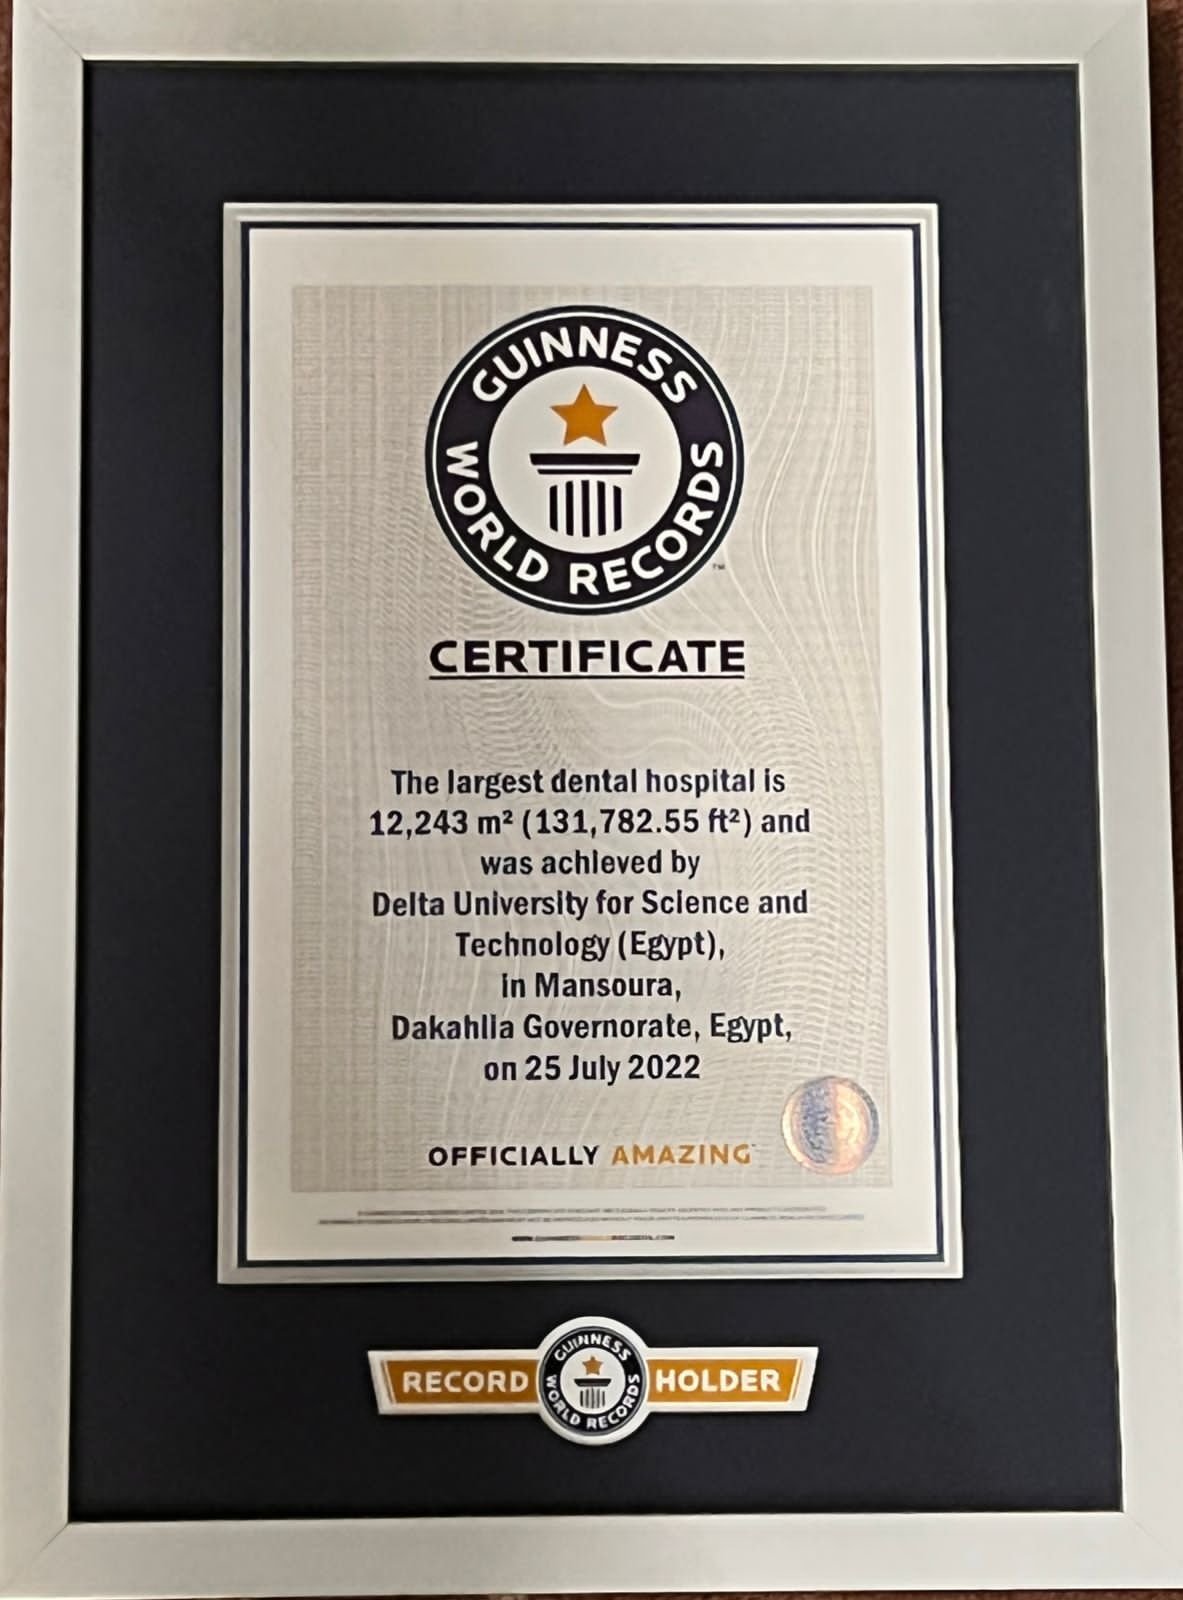 GUINNESS
WORLD RECORDS
TM
CERTIFICATE
The largest dental hospital is
12,243 m² (131,782.55 ft²) and
was achieved by
Delta University for Science and
Technology (Egypt),
in Mansoura,
Dakahlia Governorate, Egypt,
on 25 July 2022
OFFICIALLY AMAZING
RECORD
GUINNESS
WORLD RECORDS
HOLDER